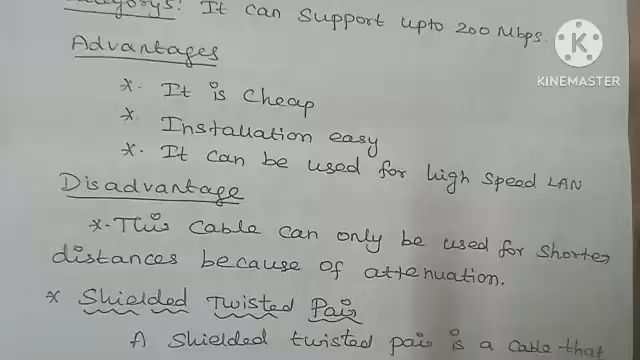 Category5: It can support upto 200 Mbps.
Advantages
*. It is cheap
*. Installation easy
*. It can be used for high speed LAN
Disadvantage
*. This cable can only be used for shorter
distances because of attenuation.
* Shielded Twisted Pair
A shielded twisted pair is a cable that
K
KINEMASTER